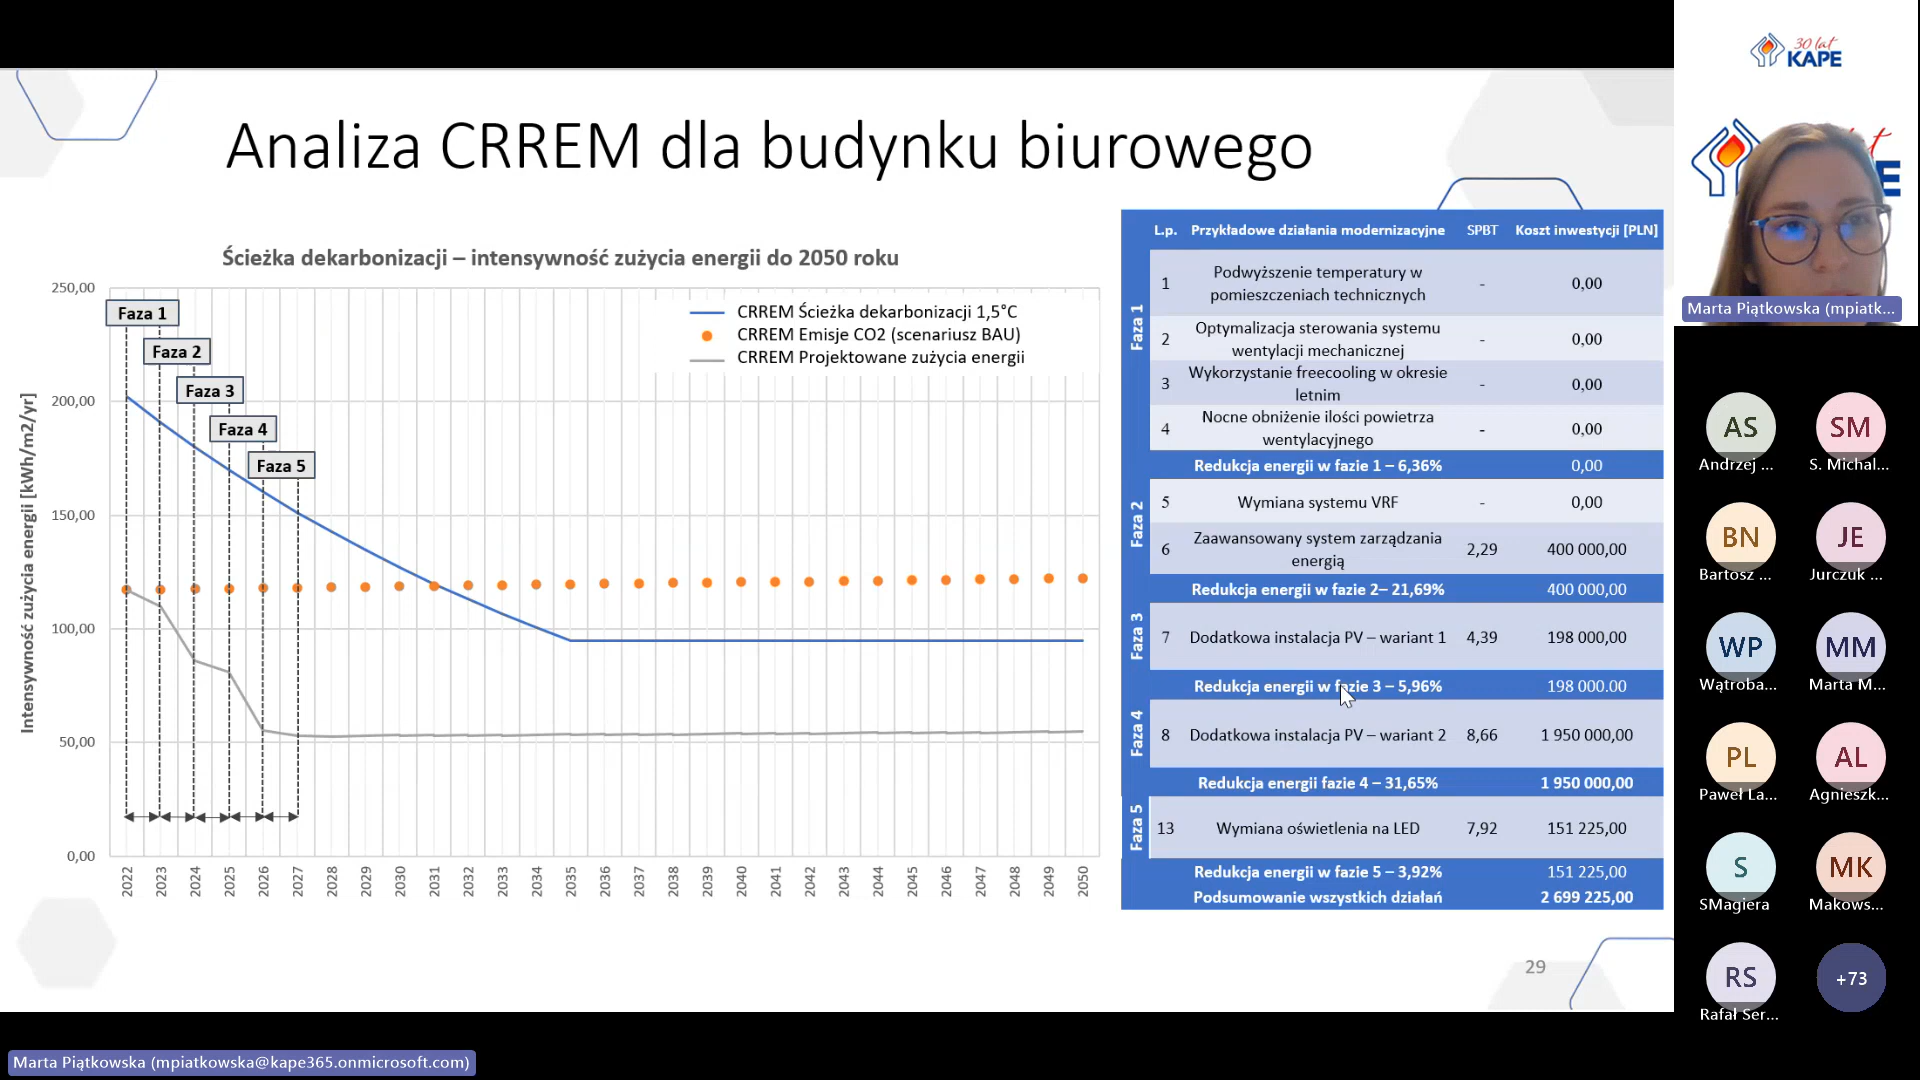 Analiza CRREM dla budynku biurowego
Ścieżka dekarbonizacji – intensywność zużycia energii do 2050 roku
Intensywność zużycia energii [kWh/m2/yr]
250,00
200,00
150,00
100,00
50,00
0,00
Faza 1
Faza 2
Faza 3
Faza 4
Faza 5
CRREM Ścieżka dekarbonizacji 1,5°C
CRREM Emisje CO2 (scenariusz BAU)
CRREM Projektowane zużycia energii
2022 2023 2024 2025 2026 2027 2028 2029 2030 2031 2032 2033 2034 2035 2036 2037 2038 2039 2040 2041 2042 2043 2044 2045 2046 2047 2048 2049 2050
L.p. Przykładowe działania modernizacyjne SPBT Koszt inwestycji [PLN]
Faza 1
1 Podwyższenie temperatury w
pomieszczeniach technicznych - 0,00
2 Optymalizacja sterowania systemu
wentylacji mechanicznej - 0,00
3 Wykorzystanie freecooling w okresie
letnim - 0,00
4 Nocne obniżenie ilości powietrza
wentylacyjnego - 0,00
Redukcja energii w fazie 1 – 6,36% 0,00
Faza 2
5 Wymiana systemu VRF - 0,00
6 Zaawansowany system zarządzania
energią 2,29 400 000,00
Redukcja energii w fazie 2– 21,69% 400 000,00
Faza 3
7 Dodatkowa instalacja PV – wariant 1 4,39 198 000,00
Redukcja energii w fazie 3 – 5,96% 198 000.00
Faza 4
8 Dodatkowa instalacja PV – wariant 2 8,66 1 950 000,00
Redukcja energii fazie 4 – 31,65% 1 950 000,00
Faza 5
13 Wymiana oświetlenia na LED 7,92 151 225,00
Redukcja energii w fazie 5 – 3,92% 151 225,00
Podsumowanie wszystkich działań 2 699 225,00
29
30 lat
KAPE
Marta Piątkowska (mpiatk...
AS
Andrzej ...
SM
S. Michal...
BN
Bartosz ...
JE
Jurczuk ...
WP
Wątroba...
MM
Marta M...
PL
Paweł La...
AL
Agnieszk...
S
SMagiera
MK
Makows...
RS
Rafał Ser...
+73
Marta Piątkowska (mpiatkowska@kape365.onmicrosoft.com)